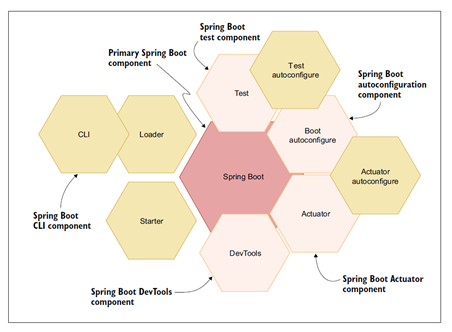 Spring Boot
test component
Primary Spring Boot
component
Test
autoconfigure
Spring Boot
autoconfiguration
component
Test
CLI
Loader
Boot
autoconfigure
Spring Boot
Actuator
autoconfigure
Starter
Actuator
Spring Boot
CLI component
DevTools
Spring Boot DevTools
component
Spring Boot Actuator
component